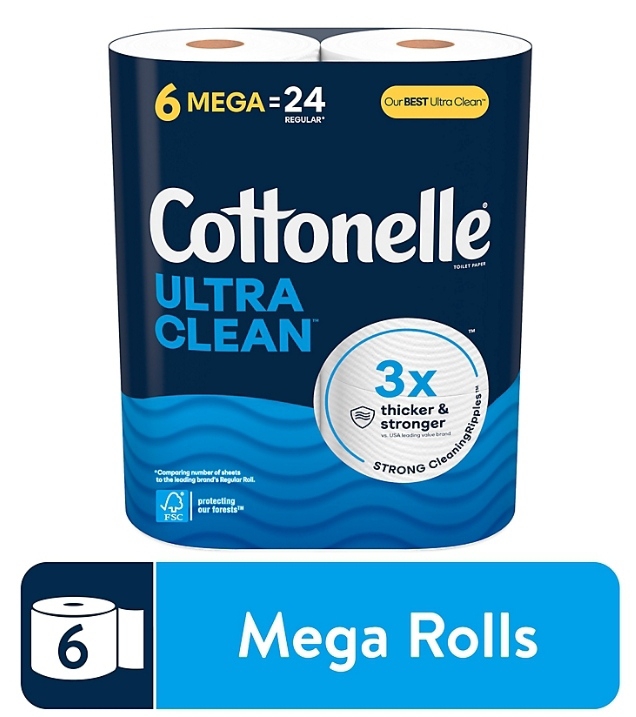 6 MEGA = 24
REGULAR*
Our BEST Ultra Clean™
Cottonelle®
TOILET PAPER
ULTRA
CLEAN™
3x
thicker &
stronger
vs. USA leading value brand
STRONG CleaningRipples™
™
*Comparing number of sheets
to the leading brand's Regular Roll.
FSC
protecting
our forests™
6
Mega Rolls